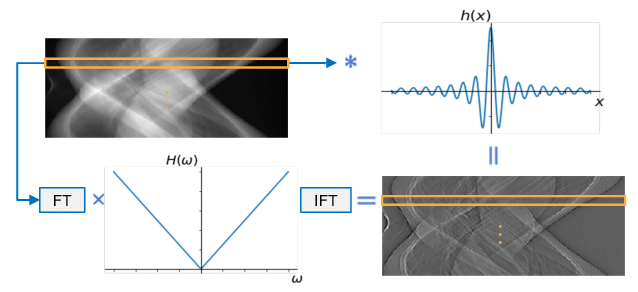 h(x)
*
x
=
H(ω)
FT
×
IFT
=
ω